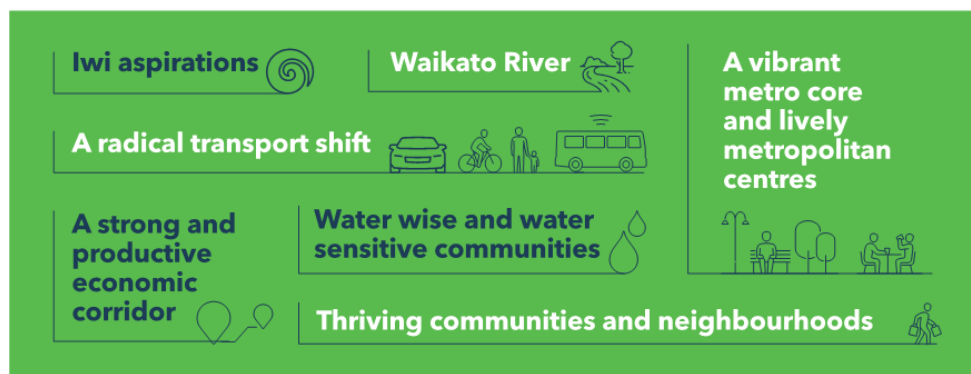 Iwi aspirations
Waikato River
A vibrant
metro core
and lively
metropolitan
centres
A radical transport shift
A strong and
productive
economic
corridor
Water wise and water
sensitive communities
Thriving communities and neighbourhoods